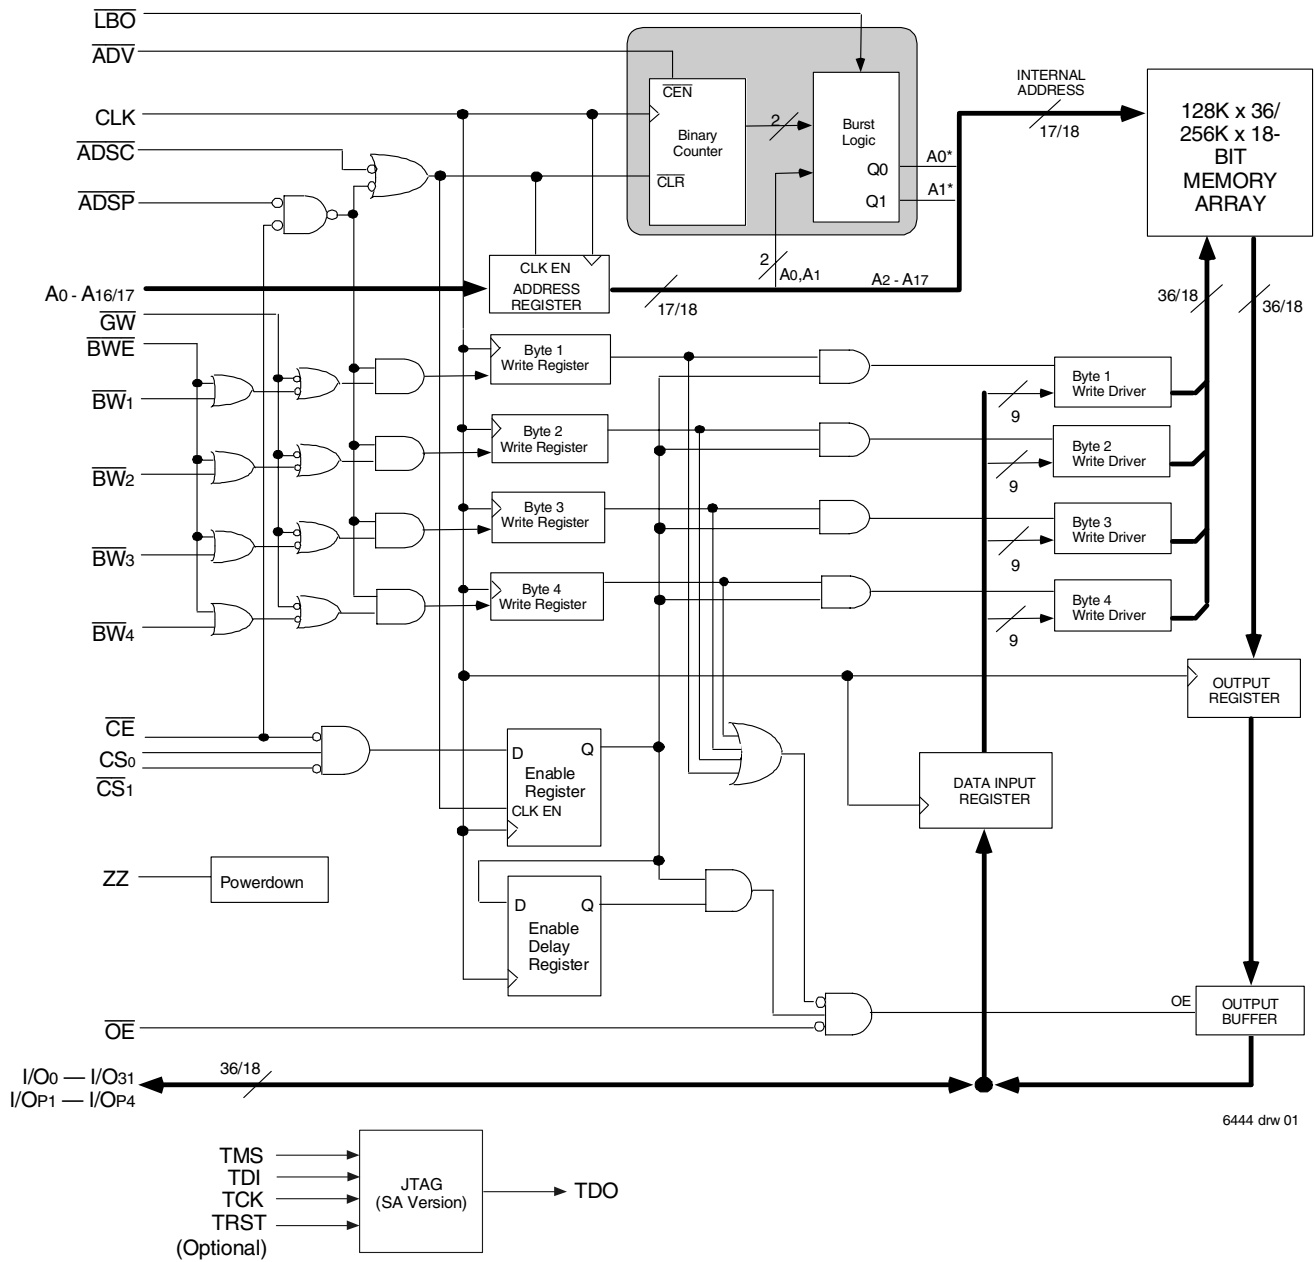 LBO
ADV
CLK
ADSC
ADSP
A0 - A16/17
GW
BWE
BW1
BW2
BW3
BW4
CE
CS0
CS1
ZZ
Powerdown
OE
I/O0 — I/O31
I/OP1 — I/OP4
36/18
CEN
Binary
Counter
CLR
2
Burst
Logic
Q0
Q1
A0*
A1*
INTERNAL
ADDRESS
17/18
128K x 36/
256K x 18-
BIT
MEMORY
ARRAY
CLK EN
ADDRESS
REGISTER
17/18
2
A0,A1
A2 - A17
36/18
36/18
Byte 1
Write Register
Byte 2
Write Register
Byte 3
Write Register
Byte 4
Write Register
Byte 1
Write Driver
9
Byte 2
Write Driver
9
Byte 3
Write Driver
9
Byte 4
Write Driver
9
OUTPUT
REGISTER
D Q
Enable
Register
CLK EN
DATA INPUT
REGISTER
D Q
Enable
Delay
Register
OE
OUTPUT
BUFFER
6444 drw 01
TMS
TDI
TCK
TRST
(Optional)
JTAG
(SA Version)
TDO